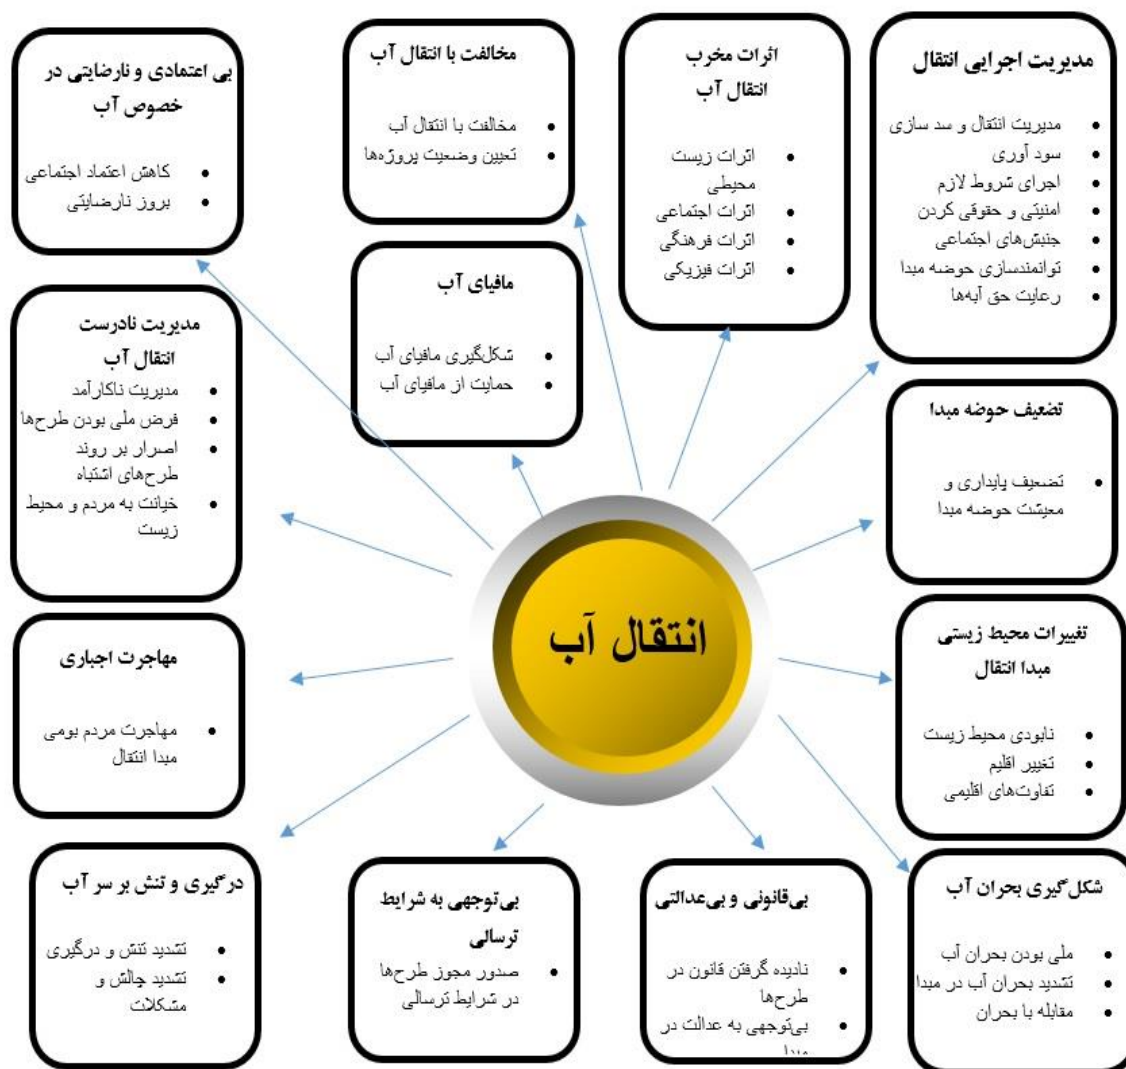 مدیریت اجرایی انتقال
مدیریت انتقال و سد سازی
سود آوری
اجرای شروط لازم
امنیتی و حقوقی کردن
جنبش‌های اجتماعی
توانمندسازی حوضه مبدا
رعایت حق آبه‌ها
اثرات مخرب
انتقال آب
اثرات زیست
محیطی
اثرات اجتماعی
اثرات فرهنگی
اثرات فیزیکی
مخالفت با انتقال آب
مخالفت با انتقال آب
تعیین وضعیت پروژه‌ها
بی اعتمادی و نارضایتی در
خصوص آب
کاهش اعتماد اجتماعی
بروز نارضایتی
مافیای آب
شکل‌گیری مافیای آب
حمایت از مافیای آب
مدیریت نادرست
انتقال آب
مدیریت ناکارآمد
فرض ملی بودن طرح‌ها
اصرار بر روند
طرح‌های اشتباه
خیانت به مردم و محیط
زیست
تضعیف حوضه مبدا
تضعیف پایداری و
معیشت حوضه مبدا
انتقال آب
تغییرات محیط زیستی
مبدا انتقال
نابودی محیط زیست
تغییر اقلیم
تفاوت‌های اقلیمی
مهاجرت اجباری
مهاجرت مردم بومی
مبدا انتقال
شکل‌گیری بحران آب
ملی بودن بحران آب
تشدید بحران آب در مبدا
مقابله با بحران
بی‌قانونی و بی‌عدالتی
نادیده گرفتن قانون در
طرح‌ها
بی‌توجهی به عدالت در
مبدا
بی‌توجهی به شرایط
ترسالی
صدور مجوز طرح‌ها
در شرایط ترسالی
درگیری و تنش بر سر آب
تشدید تنش و درگیری
تشدید چالش و
مشکلات